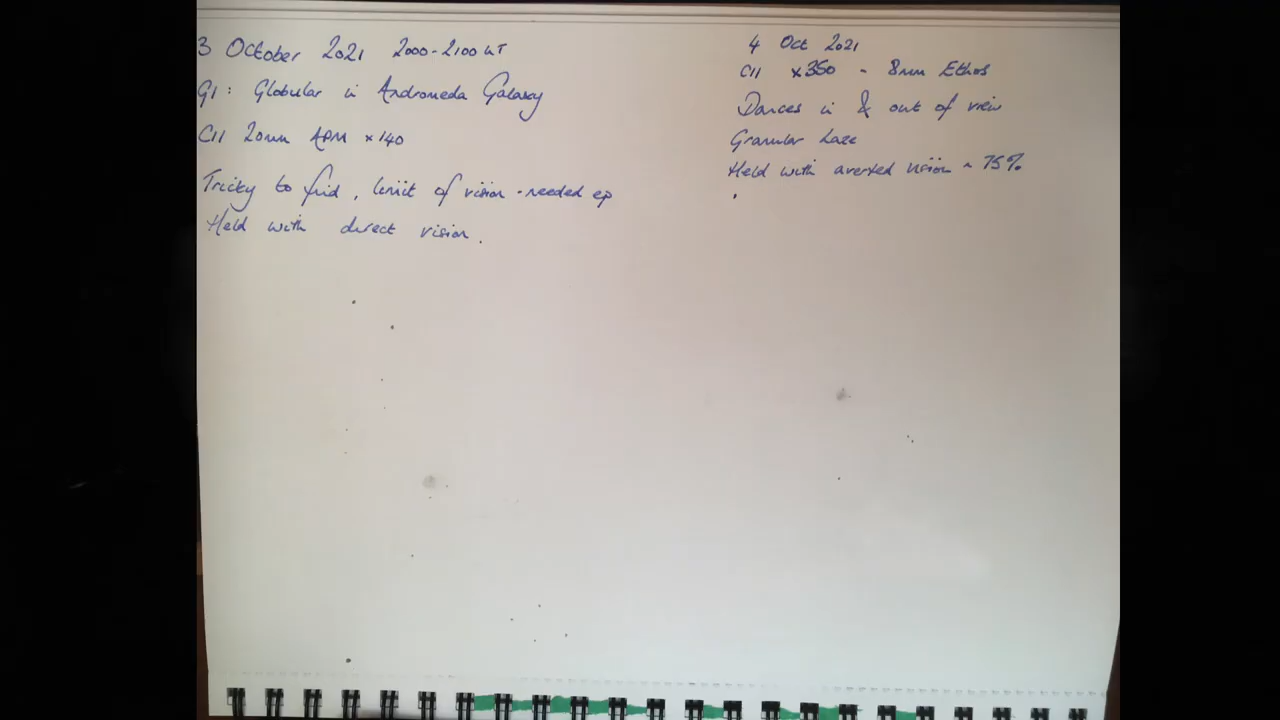 3 October 2021 2000-2100 UT
G1: Globular in Andromeda Galaxy
C11 20mm APM x140
Tricky to find, limit of vision - needed ep
Held with direct vision.
4 Oct 2021
C11 x350 - 8mm Ethos
Dances in & out of view
Granular haze
Held with averted vision ~ 75%